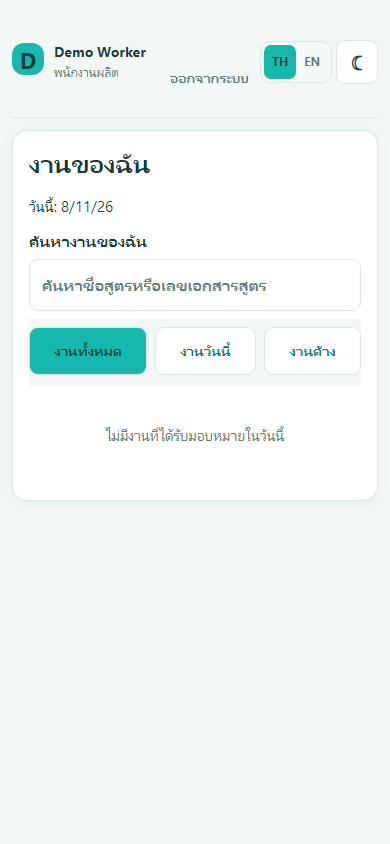 D
Demo Worker
พนักงานผลิต
ออกจากระบบ
TH
EN
งานของฉัน
วันนี้: 8/11/26
ค้นหางานของฉัน
ค้นหาชื่อสูตรหรือเลขเอกสารสูตร
งานทั้งหมด
งานวันนี้
งานค้าง
ไม่มีงานที่ได้รับมอบหมายในวันนี้